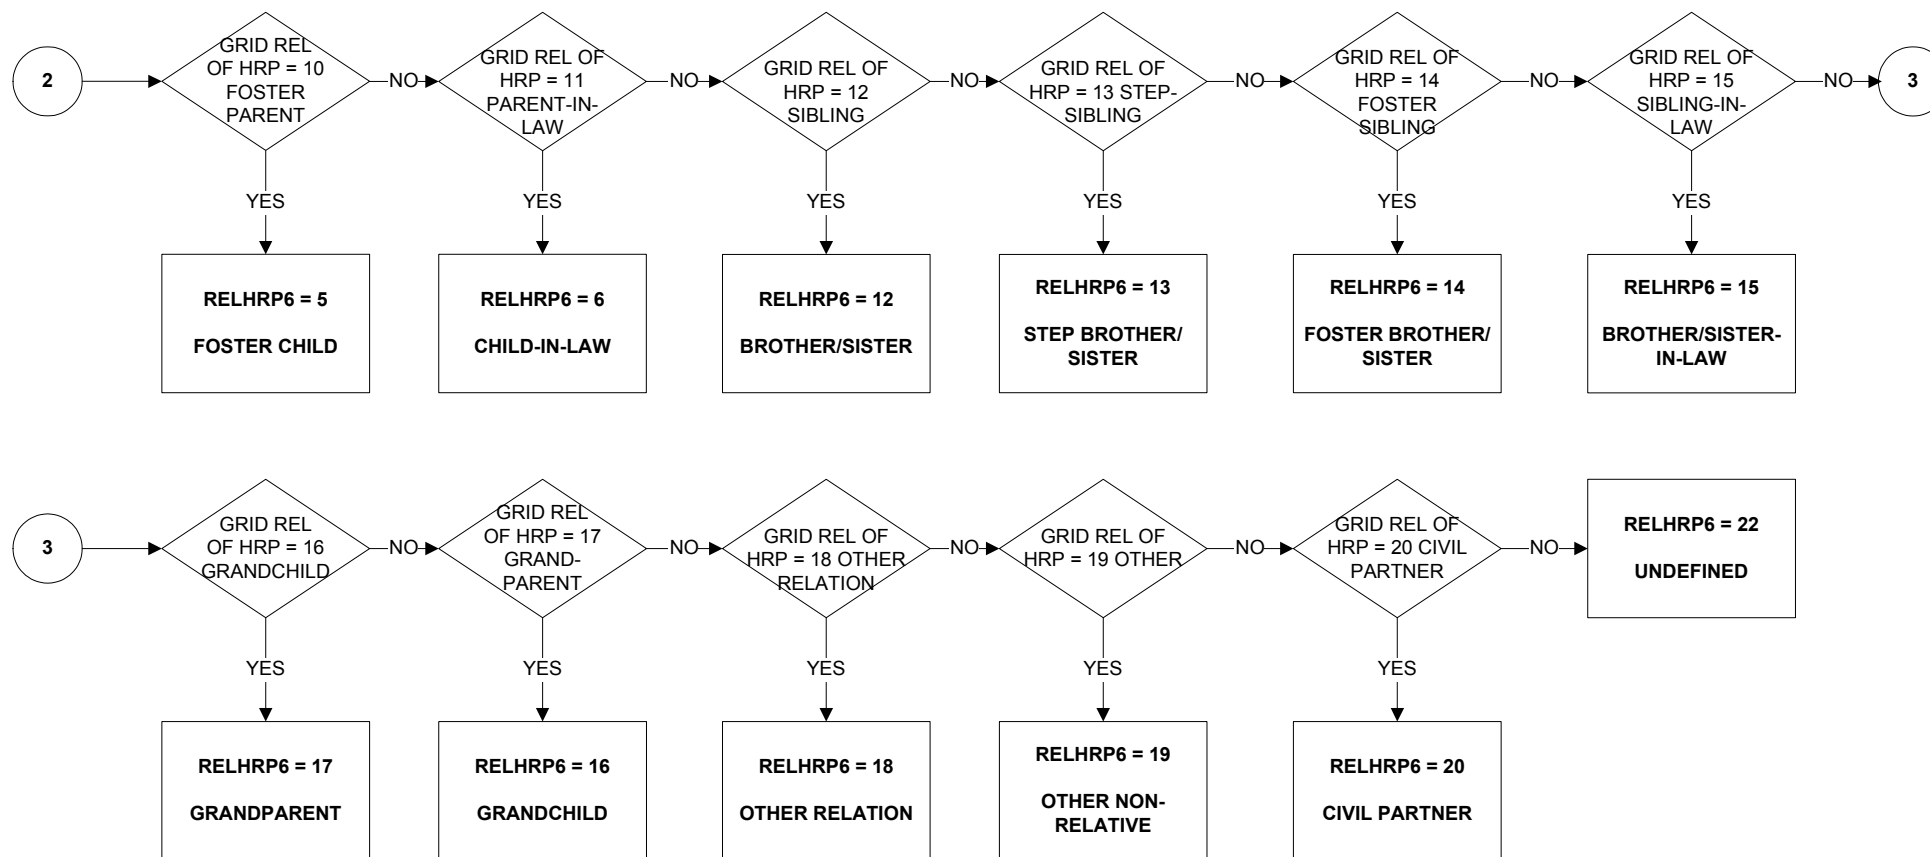 2
GRID REL
OF HRP = 10
FOSTER
PARENT
NO
GRID REL
OF HRP = 11
PARENT-IN-
LAW
NO
GRID REL OF
HRP = 12
SIBLING
NO
GRID REL OF
HRP = 13 STEP-
SIBLING
NO
GRID REL OF
HRP = 14
FOSTER
SIBLING
NO
GRID REL OF
HRP = 15
SIBLING-IN-
LAW
NO
3
YES
YES
YES
YES
YES
YES
RELHRP6 = 5
FOSTER CHILD
RELHRP6 = 6
CHILD-IN-LAW
RELHRP6 = 12
BROTHER/SISTER
RELHRP6 = 13
STEP BROTHER/
SISTER
RELHRP6 = 14
FOSTER BROTHER/
SISTER
RELHRP6 = 15
BROTHER/SISTER-
IN-LAW
3
GRID REL
OF HRP = 16
GRANDCHILD
NO
GRID REL
OF HRP = 17
GRAND-
PARENT
NO
GRID REL OF
HRP = 18 OTHER
RELATION
NO
GRID REL OF
HRP = 19 OTHER
NO
GRID REL OF
HRP = 20 CIVIL
PARTNER
NO
RELHRP6 = 22
UNDEFINED
YES
YES
YES
YES
YES
RELHRP6 = 17
GRANDPARENT
RELHRP6 = 16
GRANDCHILD
RELHRP6 = 18
OTHER RELATION
RELHRP6 = 19
OTHER NON-
RELATIVE
RELHRP6 = 20
CIVIL PARTNER